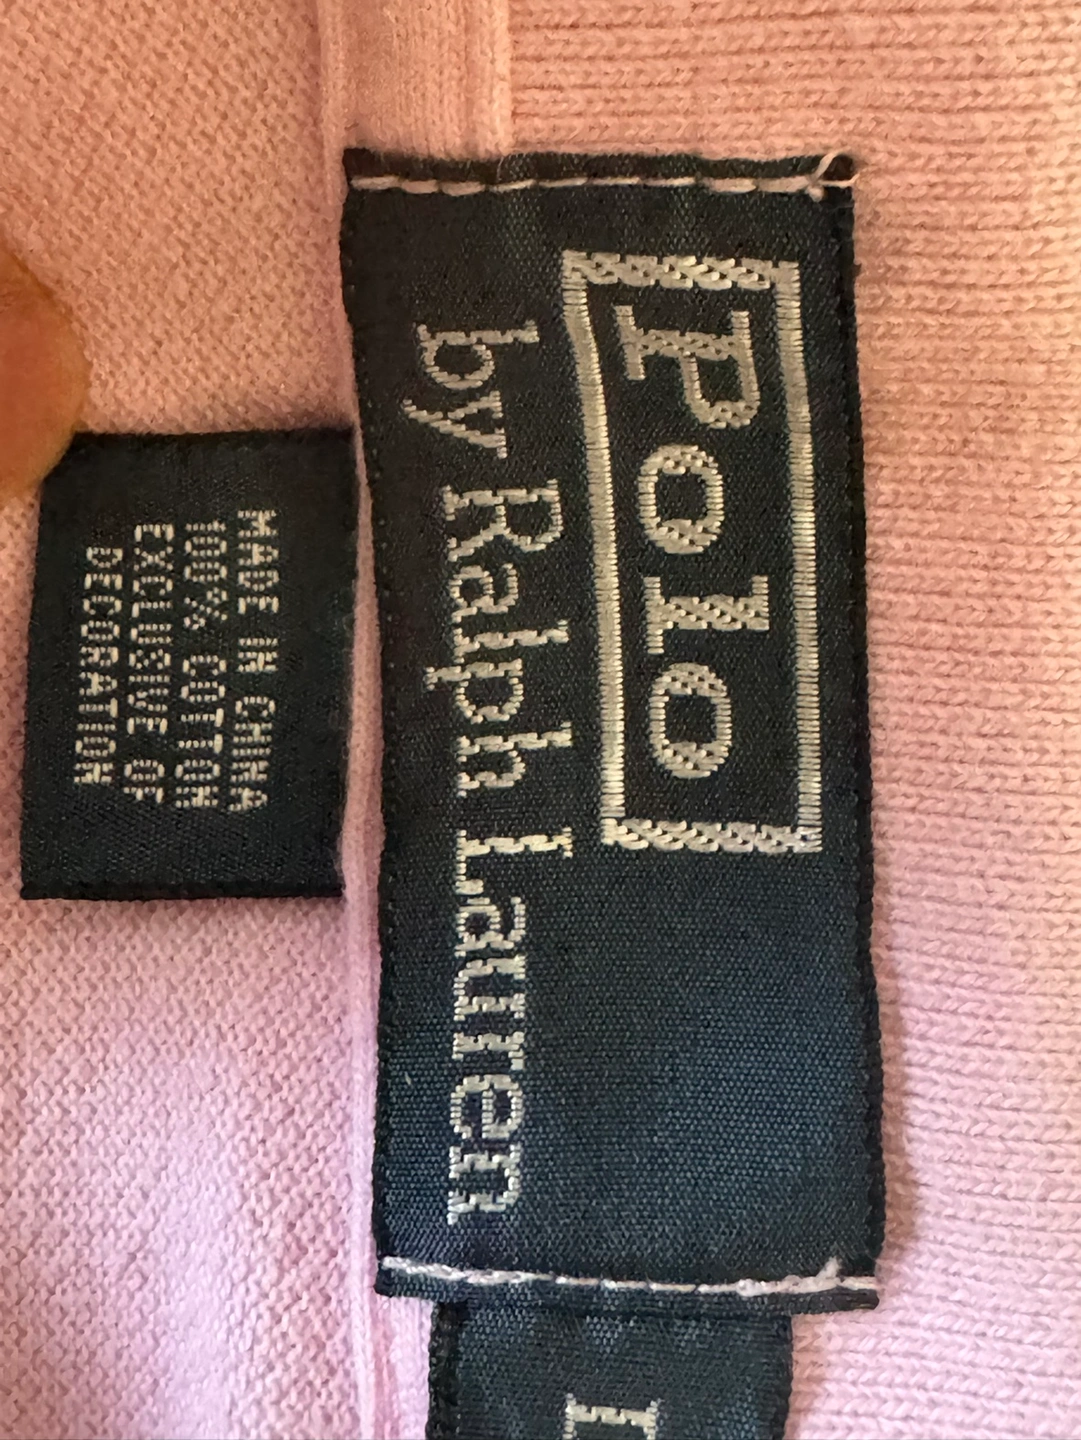 Polo
by Ralph Lauren
MADE IN CHINA
100% COTTON
EXCLUSIVE OF
DECORATION